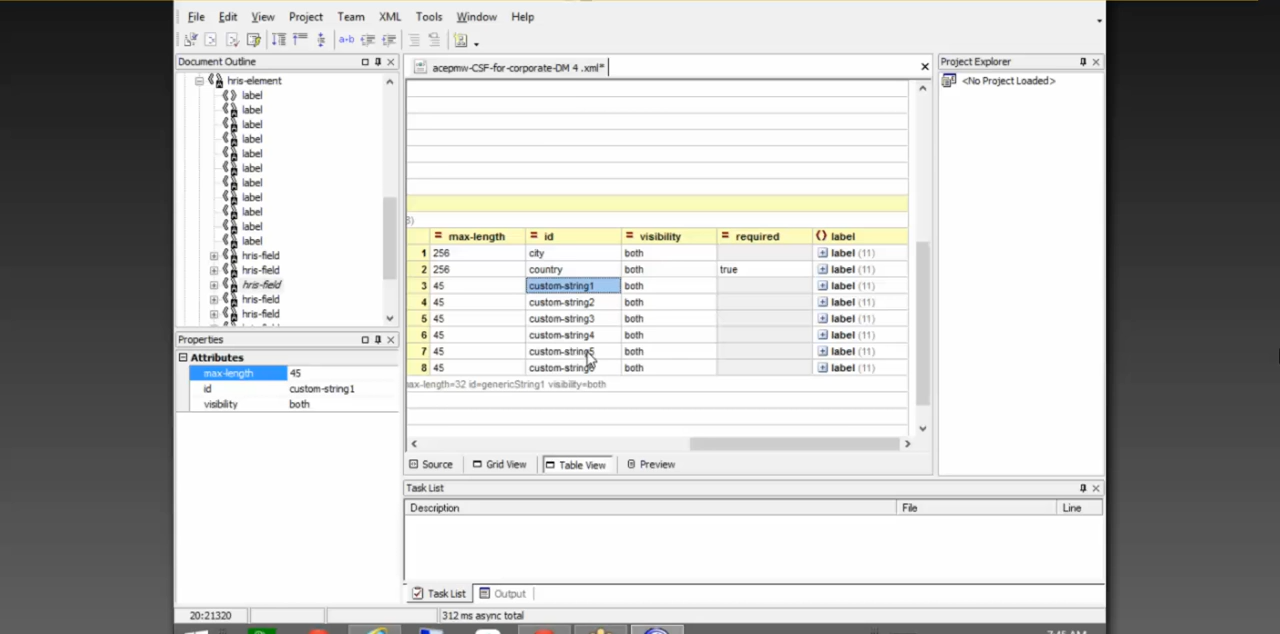 File Edit View Project Team XML Tools Window Help
Document Outline
hris-element
label
label
label
label
label
label
label
label
label
label
label
hris-field
hris-field
hris-field
hris-field
hris-field
Properties
Attributes
max-length 45
id custom-string1
visibility both
acepmw-CSF-for-corporate-DM 4 .xml*
max-length id visibility required label
1 256 city both label (11)
2 256 country both true label (11)
3 45 custom-string1 both label (11)
4 45 custom-string2 both label (11)
5 45 custom-string3 both label (11)
6 45 custom-string4 both label (11)
7 45 custom-string5 both label (11)
8 45 custom-string6 both label (11)
ax-length=32 id=genericString1 visibility=both
Source Grid View Table View Preview
Project Explorer
<No Project Loaded>
Task List
Description File Line
Task List Output
20:21320 312 ms async total